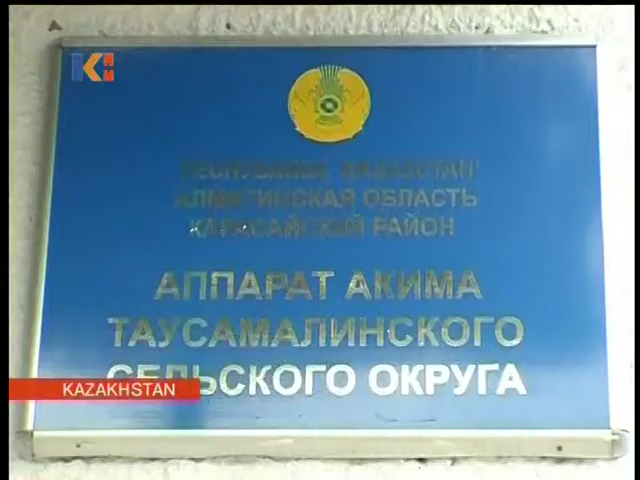 РЕСПУБЛИКА КАЗАХСТАН
АЛМАТИНСКАЯ ОБЛАСТЬ
КАРАСАЙСКИЙ РАЙОН
АППАРАТ АКИМА
ТАУСАМАЛИНСКОГО
СЕЛЬСКОГО ОКРУГА
KAZAKHSTAN